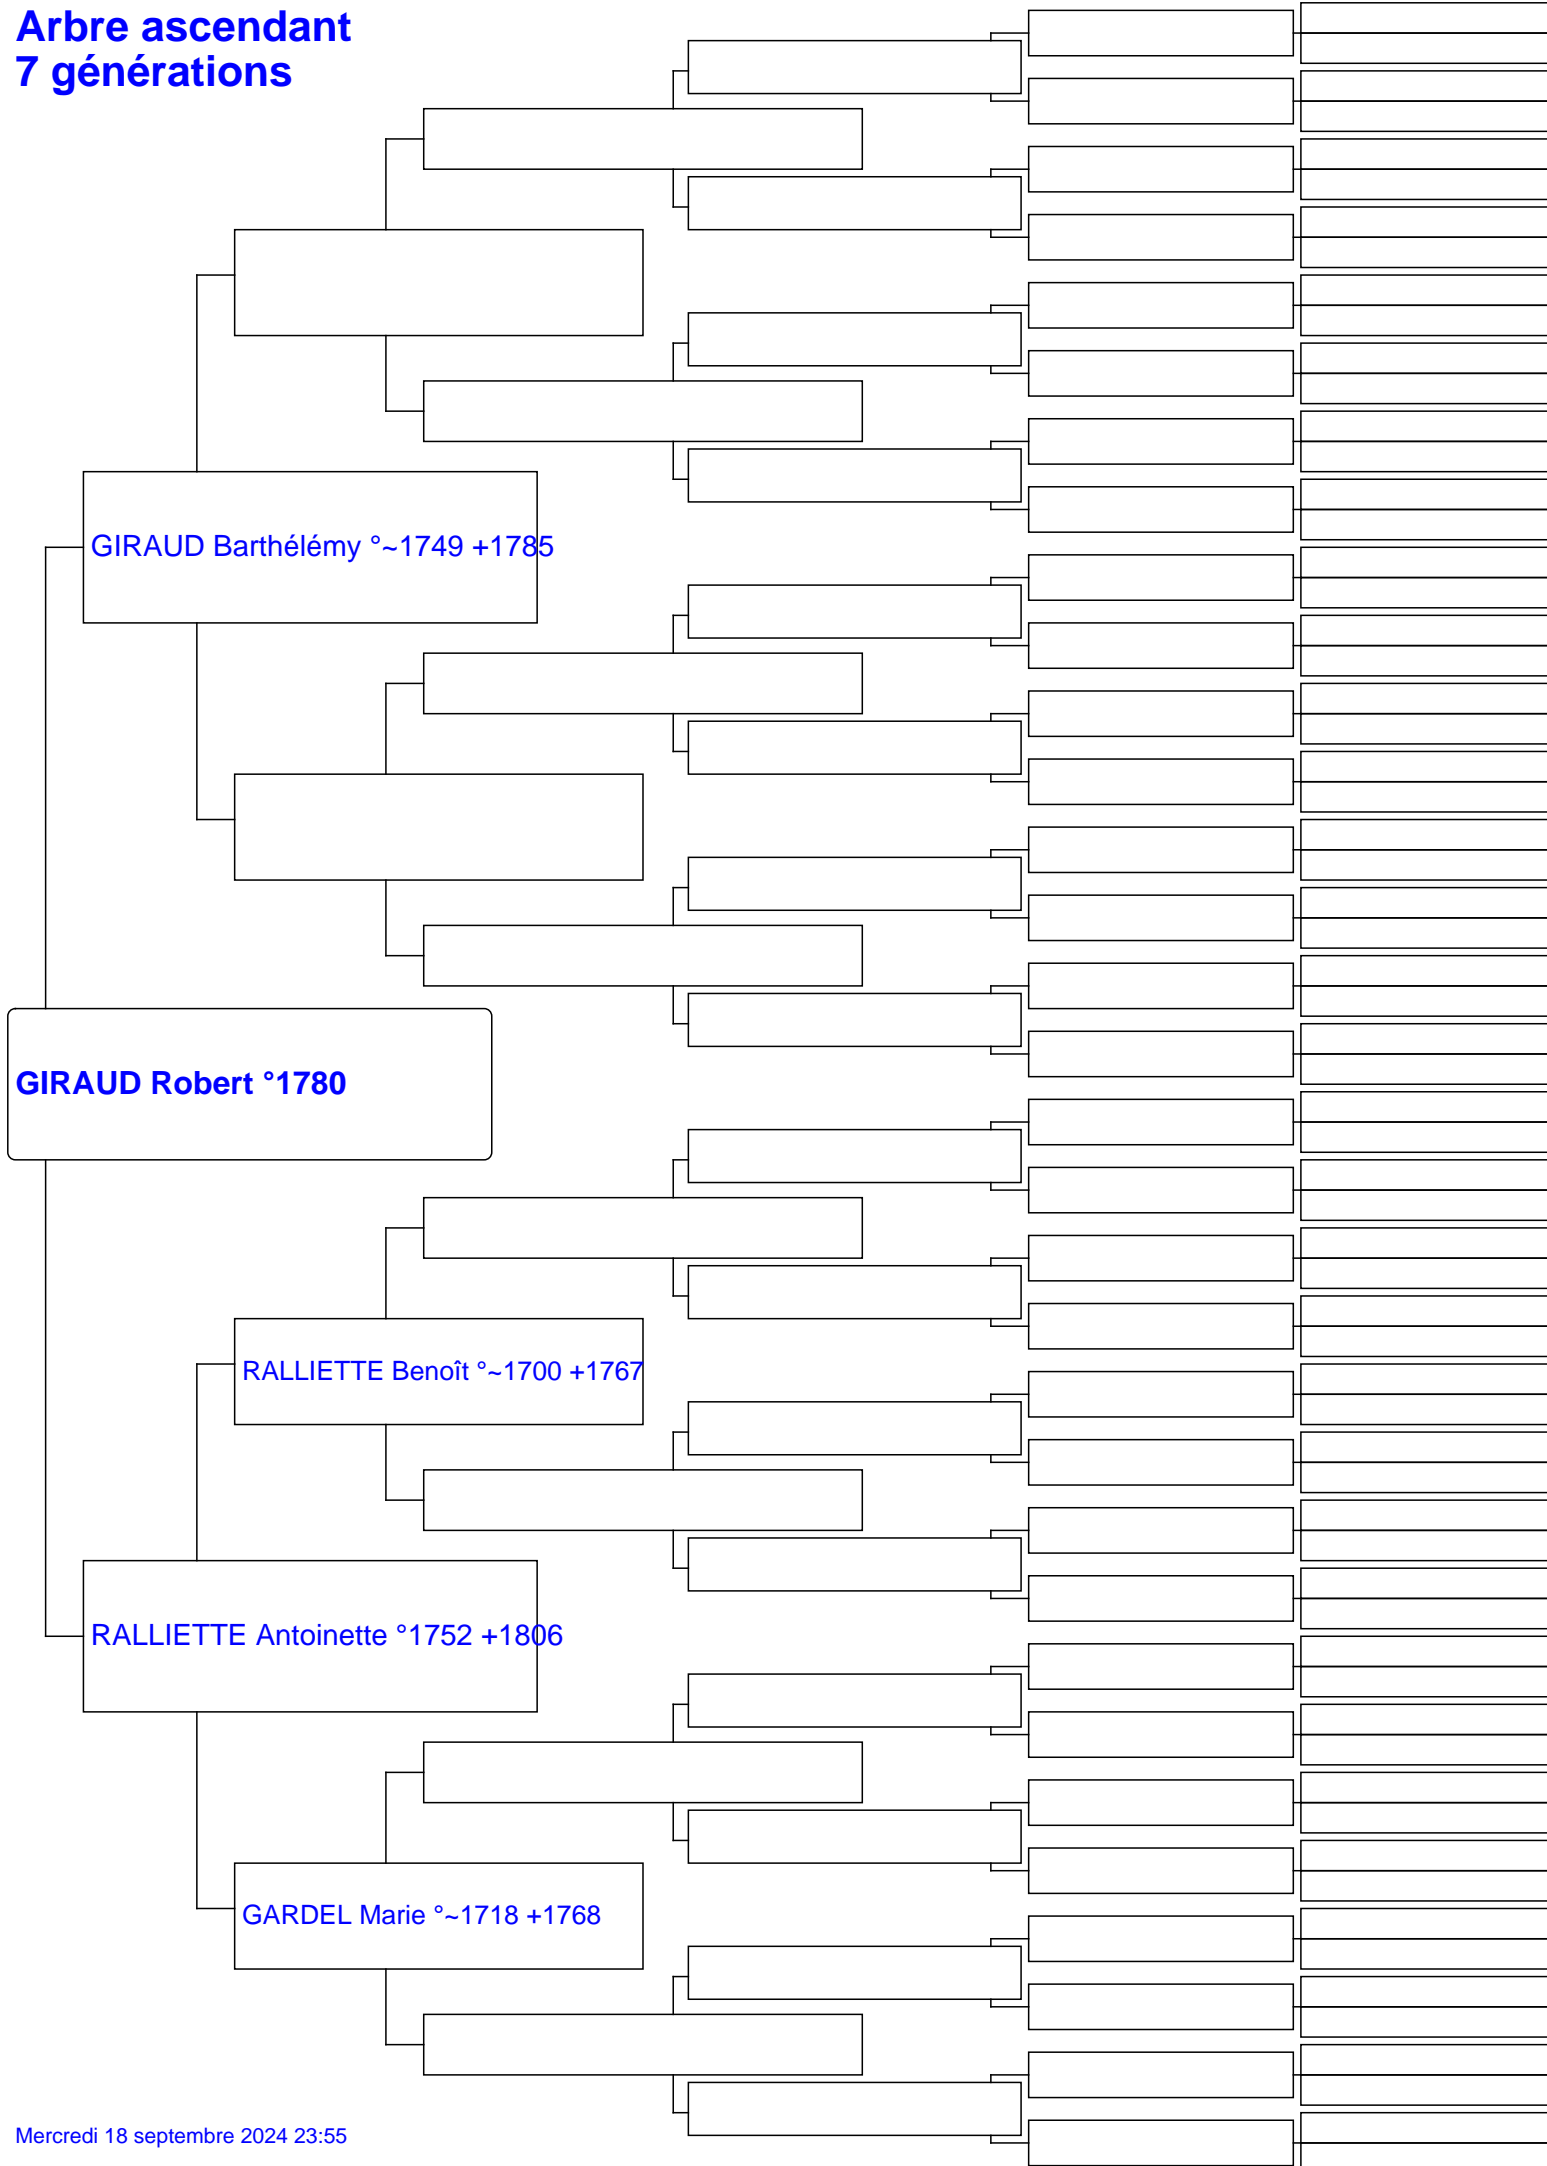 Arbre ascendant
7 générations
GIRAUD Barthélémy °~1749 +1785
GIRAUD Robert °1780
RALLIETTE Benoît °~1700 +1767
RALLIETTE Antoinette °1752 +1806
GARDEL Marie °~1718 +1768
Mercredi 18 septembre 2024 23:55